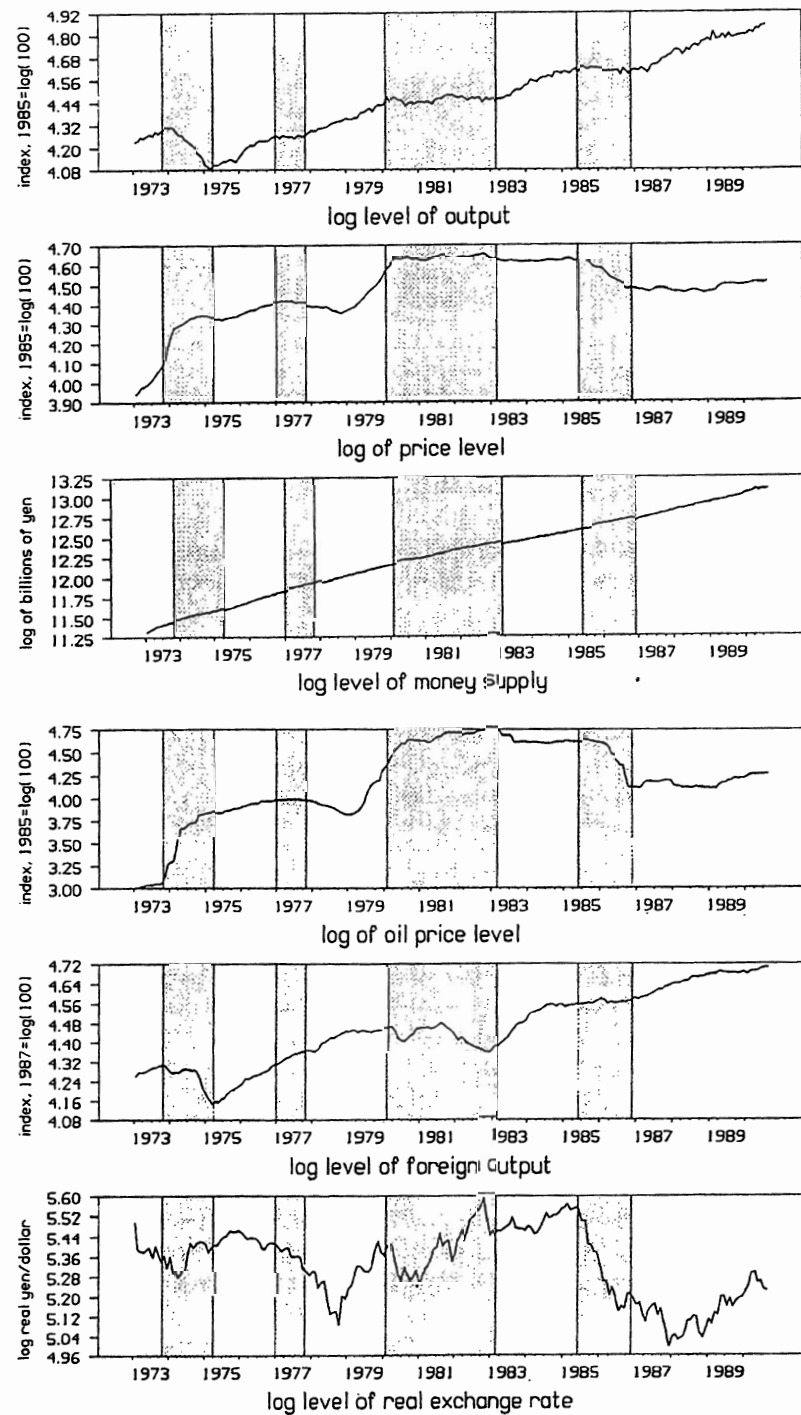 index, 1985=log(100)
4.92
4.80
4.68
4.56
4.44
4.32
4.20
4.08
1973 1975 1977 1979 1981 1983 1985 1987 1989
log level of output
index, 1985=log(100)
4.70
4.60
4.50
4.40
4.30
4.20
4.10
4.00
3.90
1973 1975 1977 1979 1981 1983 1985 1987 1989
log of price level
log of billions of yen
13.25
13.00
12.75
12.50
12.25
12.00
11.75
11.50
11.25
1973 1975 1977 1979 1981 1983 1985 1987 1989
log level of money supply
index, 1985=log(100)
4.75
4.50
4.25
4.00
3.75
3.50
3.25
3.00
1973 1975 1977 1979 1981 1983 1985 1987 1989
log of oil price level
index, 1987=log(100)
4.72
4.64
4.56
4.48
4.40
4.32
4.24
4.16
4.08
1973 1975 1977 1979 1981 1983 1985 1987 1989
log level of foreign output
log real yen/dollar
5.60
5.52
5.44
5.36
5.28
5.20
5.12
5.04
4.96
1973 1975 1977 1979 1981 1983 1985 1987 1989
log level of real exchange rate